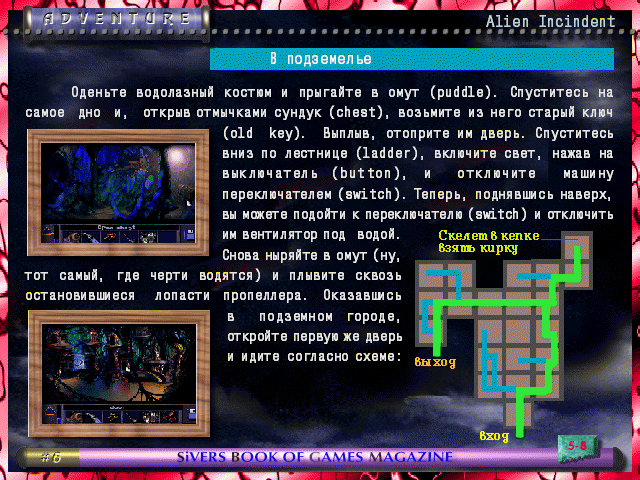 ADVENTURE
Alien Incindent
В подземелье
Оденьте водолазный костюм и прыгайте в омут (puddle). Спуститесь на
самое дно и, открыв отмычками сундук (chest), возьмите из него старый ключ
(old key). Выплыв, отоприте им дверь. Спуститесь
вниз по лестнице (ladder), включите свет, нажав на
выключатель (button), и отключите машину
переключателем (switch). Теперь, поднявшись наверх,
вы можете подойти к переключателю (switch) и отключить
им вентилятор под водой.
Снова ныряйте в омут (ну,
тот самый, где черти водятся) и плывите сквозь
остановившиеся лопасти пропеллера. Оказавшись
в подземном городе,
откройте первую же дверь
и идите согласно схеме:
Скелет в кепке
взять кирку
выход
вход
#6
SiVERS BOOK OF GAMES MAGAZINE
5-8